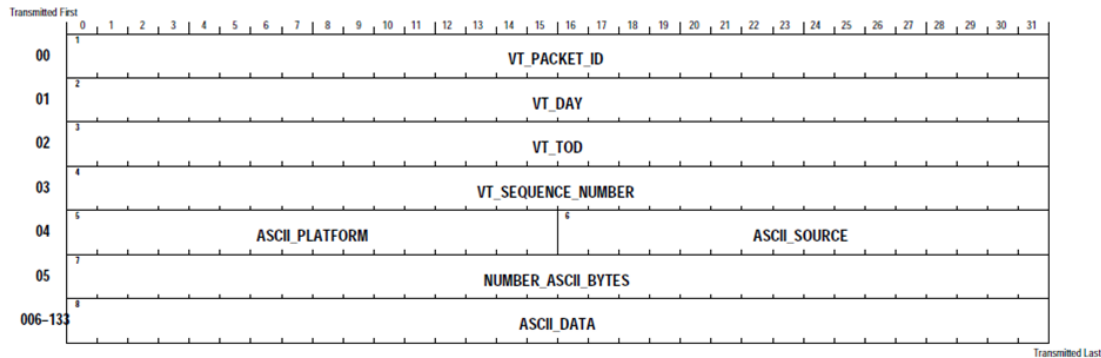 Transmitted First
0 1 2 3 4 5 6 7 8 9 10 11 12 13 14 15 16 17 18 19 20 21 22 23 24 25 26 27 28 29 30 31
00 1 VT_PACKET_ID
01 2 VT_DAY
02 3 VT_TOD
03 4 VT_SEQUENCE_NUMBER
04 5 ASCII_PLATFORM 6 ASCII_SOURCE
05 7 NUMBER_ASCII_BYTES
006–133 8 ASCII_DATA
Transmitted Last